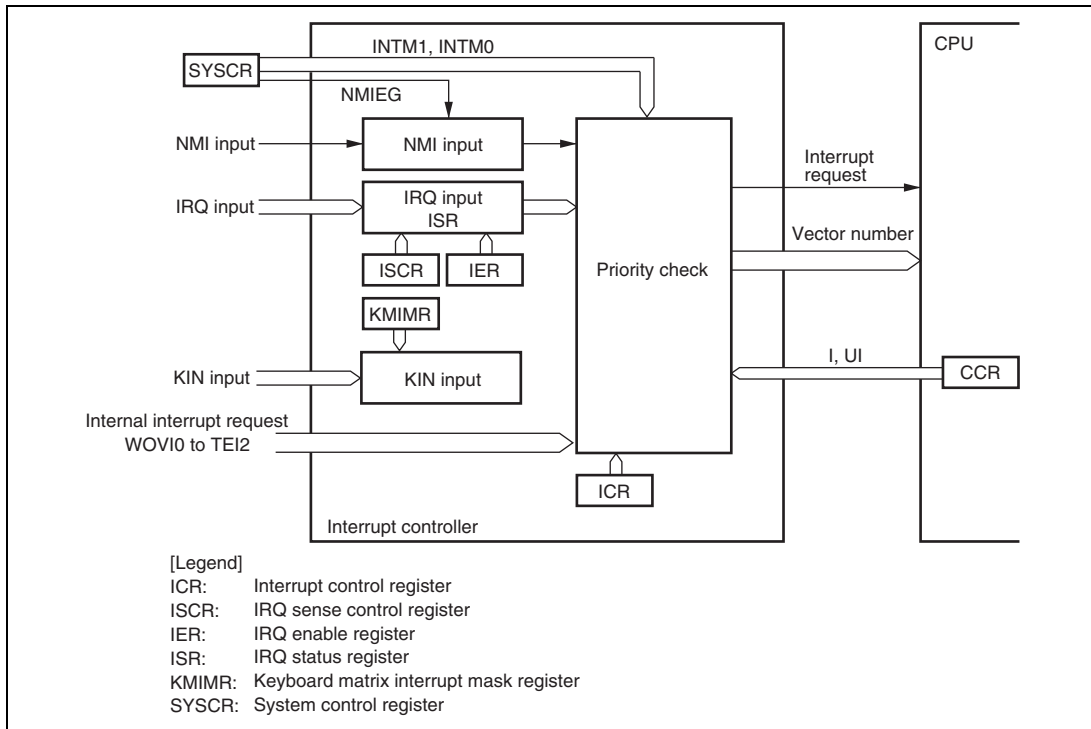 INTM1, INTM0
CPU
SYSCR
NMIEG
NMI input
NMI input
Interrupt
request
IRQ input
IRQ input
ISR
Vector number
ISCR
IER
Priority check
KMIMR
I, UI
CCR
KIN input
KIN input
Internal interrupt request
WOVI0 to TEI2
ICR
Interrupt controller
[Legend]
ICR: Interrupt control register
ISCR: IRQ sense control register
IER: IRQ enable register
ISR: IRQ status register
KMIMR: Keyboard matrix interrupt mask register
SYSCR: System control register